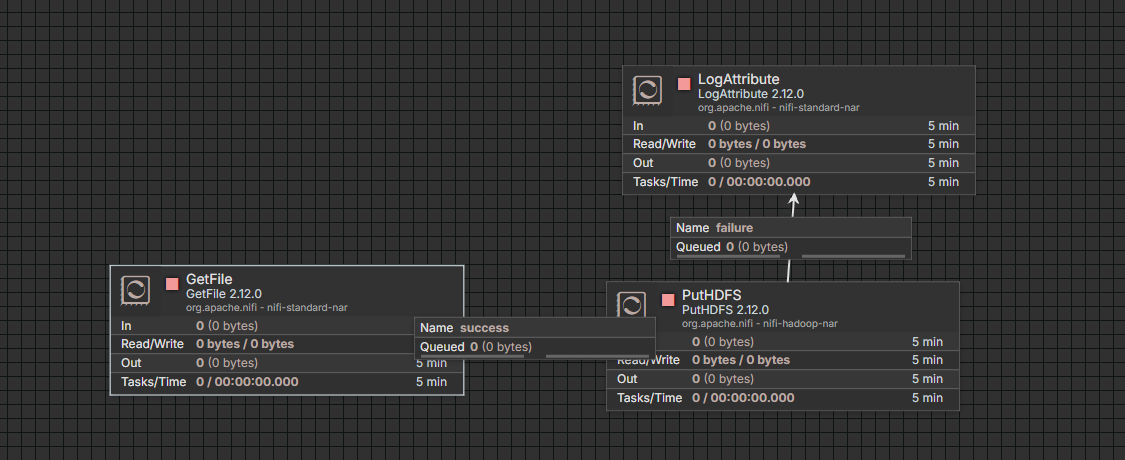 LogAttribute
LogAttribute 2.12.0
org.apache.nifi - nifi-standard-nar
In 0 (0 bytes) 5 min
Read/Write 0 bytes / 0 bytes 5 min
Out 0 (0 bytes) 5 min
Tasks/Time 0 / 00:00:00.000 5 min
Name failure
Queued 0 (0 bytes)
GetFile
GetFile 2.12.0
org.apache.nifi - nifi-standard-nar
In 0 (0 bytes)
Read/Write 0 bytes / 0 bytes
Out 0 (0 bytes) 5 min
Tasks/Time 0 / 00:00:00.000 5 min
Name success
Queued 0 (0 bytes)
PutHDFS
PutHDFS 2.12.0
org.apache.nifi - nifi-hadoop-nar
0 (0 bytes) 5 min
Read/Write 0 bytes / 0 bytes 5 min
Out 0 (0 bytes) 5 min
Tasks/Time 0 / 00:00:00.000 5 min